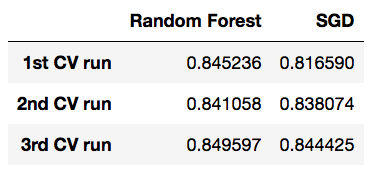 Random Forest SGD
1st CV run 0.845236 0.816590
2nd CV run 0.841058 0.838074
3rd CV run 0.849597 0.844425